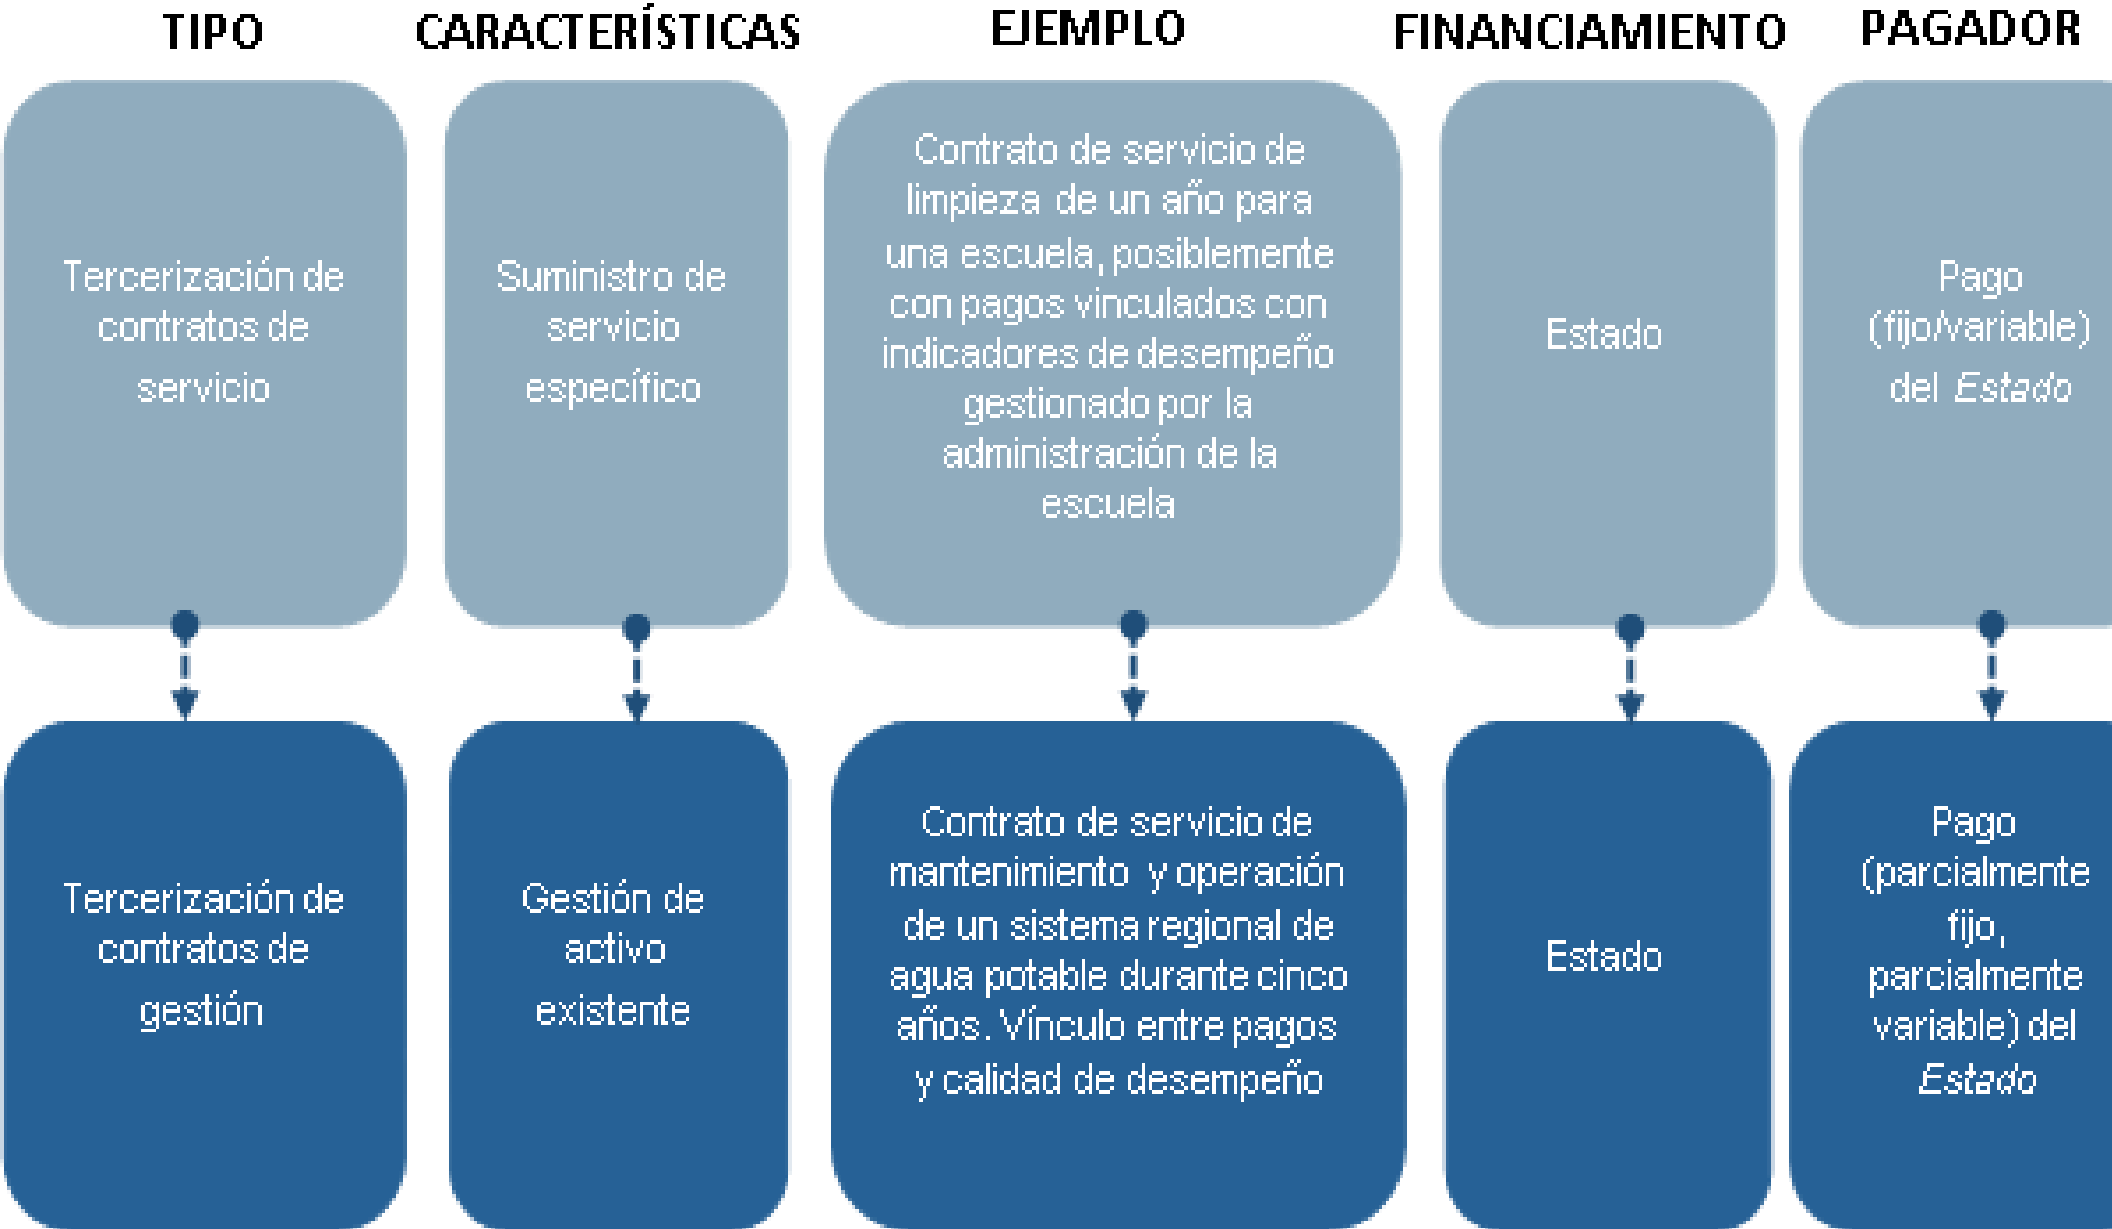 TIPO
CARACTERÍSTICAS
EJEMPLO
FINANCIAMIENTO
PAGADOR
Tercerización de
contratos de
servicio
Suministro de
servicio
específico
Contrato de servicio de
limpieza de un año para
una escuela, posiblemente
con pagos vinculados con
indicadores de desempeño
gestionado por la
administración de la
escuela
Estado
Pago
(fijo/variable)
del Estado
Tercerización de
contratos de
gestión
Gestión de
activo
existente
Contrato de servicio de
mantenimiento y operación
de un sistema regional de
agua potable durante cinco
años. Vínculo entre pagos
y calidad de desempeño
Estado
Pago
(parcialmente
fijo,
parcialmente
variable) del
Estado